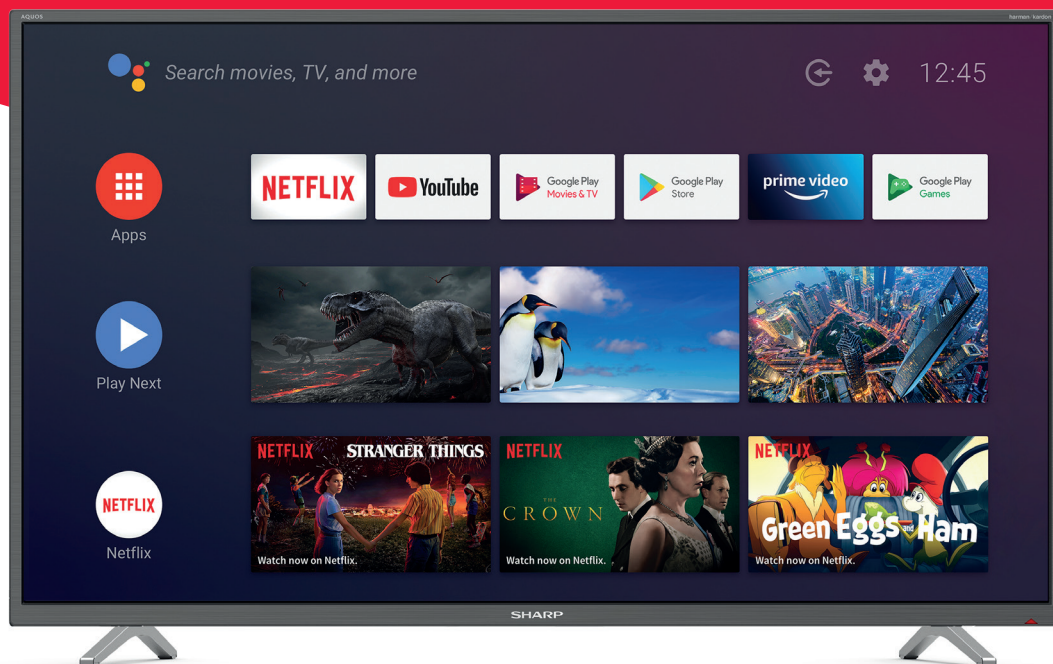 AQUOS
harman / kardon
Search movies, TV, and more
12:45
NETFLIX
YouTube
Google Play
Movies & TV
Google Play
Store
prime video
Google Play
Games
Apps
Play Next
NETFLIX
STRANGER THINGS
Watch now on Netflix.
NETFLIX
THE
CROWN
Watch now on Netflix.
NETFLIX
Green Eggs and Ham
Watch now on Netflix.
NETFLIX
Netflix
SHARP